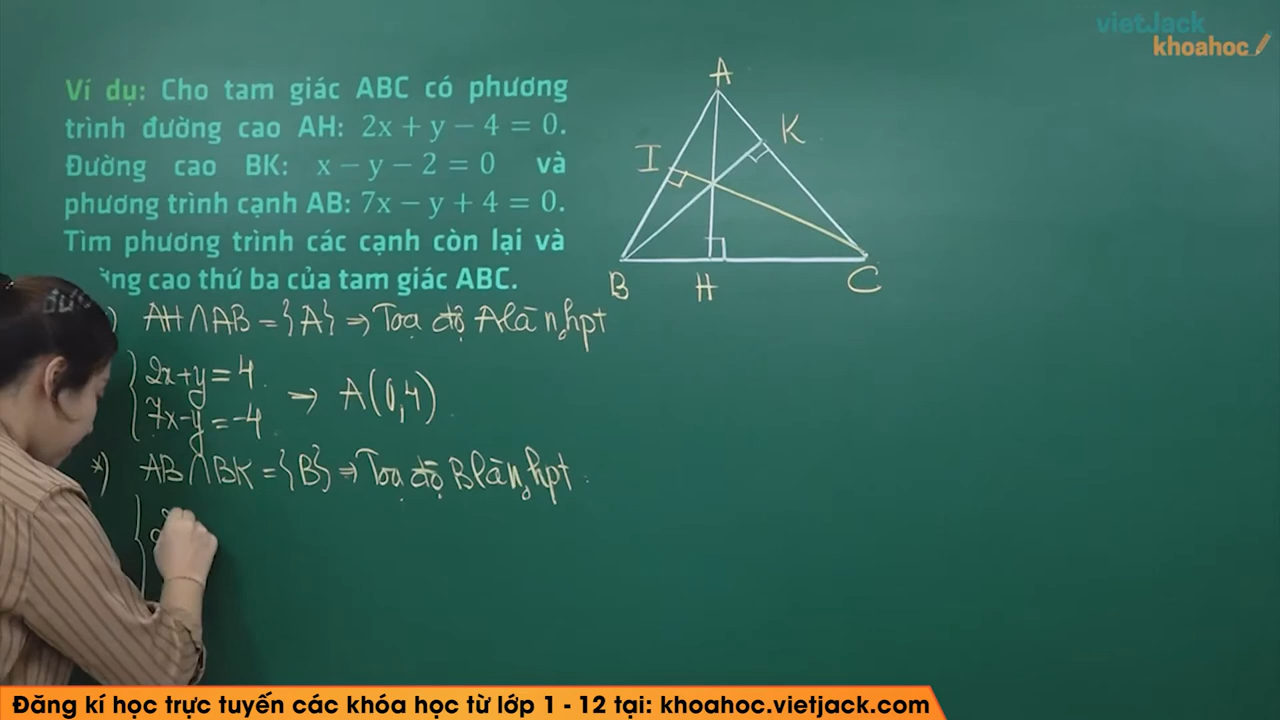 vietJack
khoahoc
Ví dụ: Cho tam giác ABC có phương
trình đường cao AH: 2x + y − 4 = 0.
Đường cao BK: x − y − 2 = 0 và
phương trình cạnh AB: 7x − y + 4 = 0.
Tìm phương trình các cạnh còn lại và
cao thứ ba của tam giác ABC.
A
K
I
B
H
C
AH ∩ AB = {A} ⇒ Toạ độ A là n_o hpt
2x + y = 4
7x − y = −4
→ A(0,4)
*) AB ∩ BK = {B} ⇒ Toạ độ B là n_o hpt
Đăng kí học trực tuyến các khóa học từ lớp 1 - 12 tại: khoahoc.vietjack.com